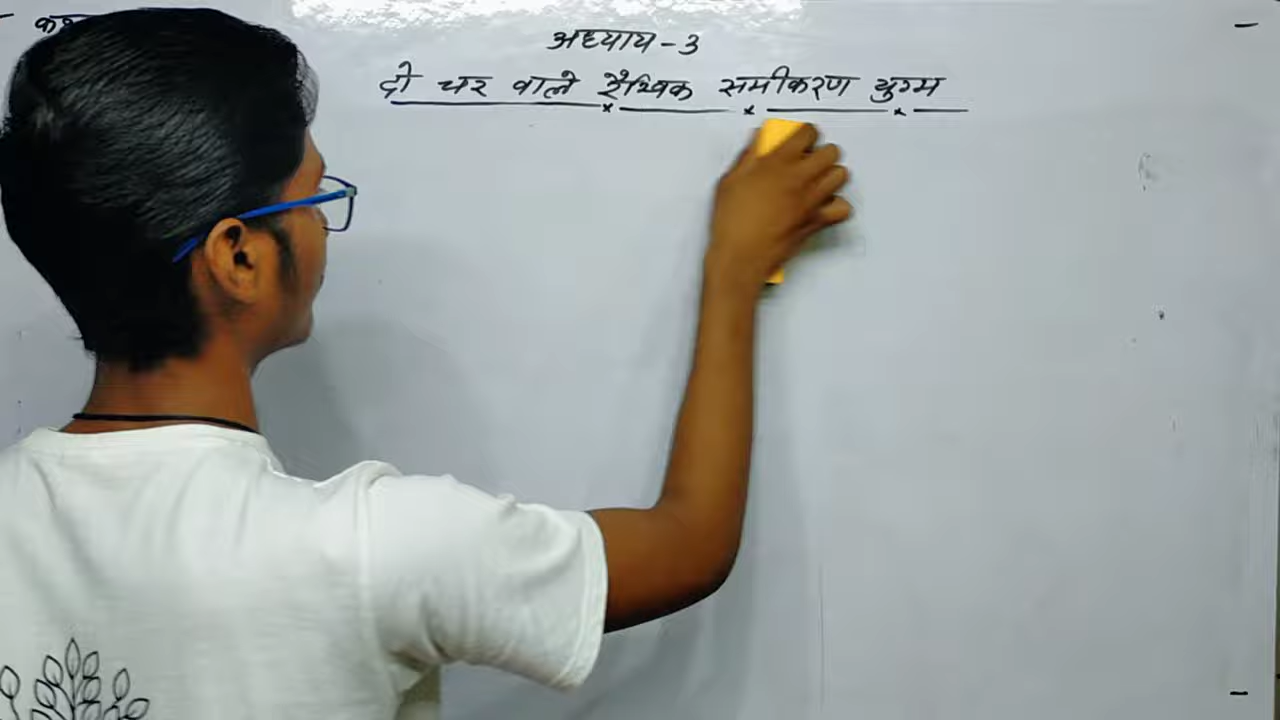 अध्याय-3
दो चर वाले रैखिक समीकरण युग्म